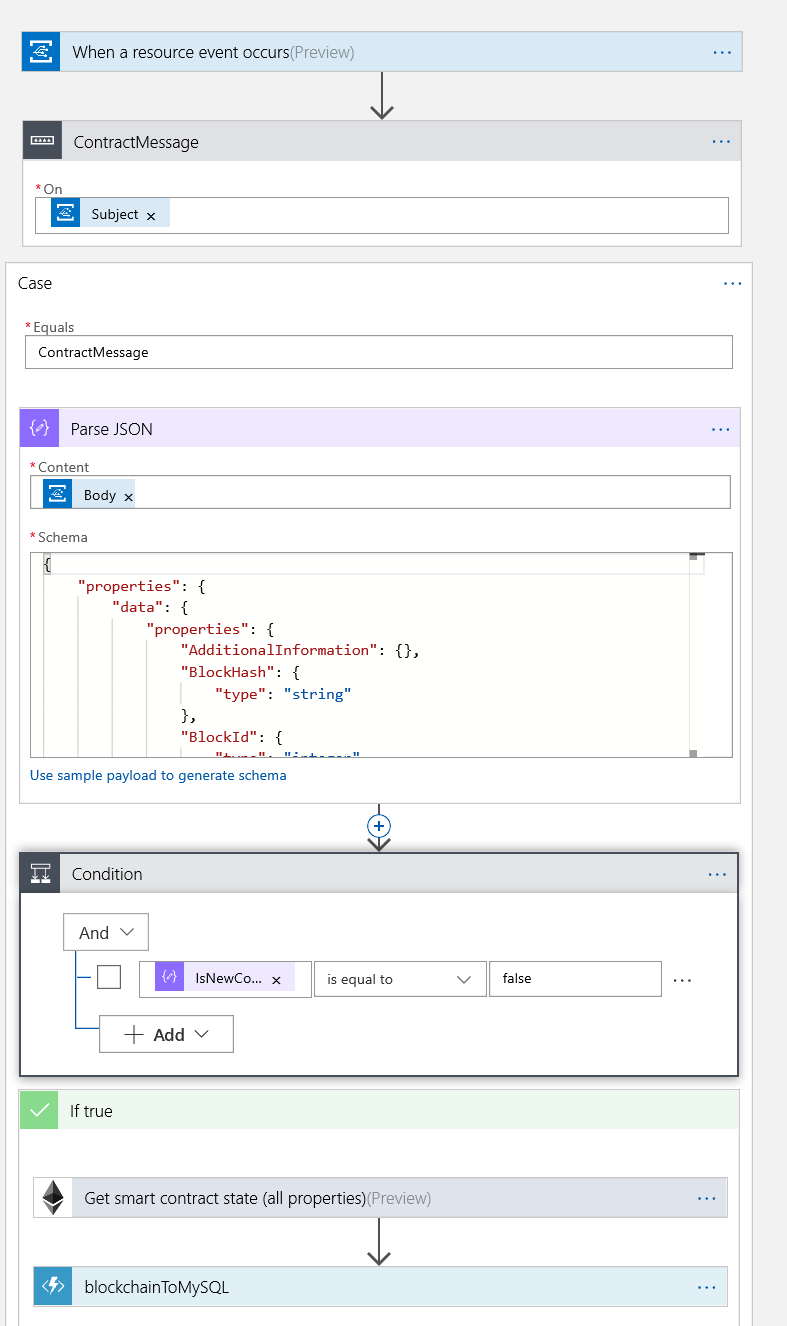 When a resource event occurs(Preview)
ContractMessage
* On
Subject ×
Case
* Equals
ContractMessage
Parse JSON
* Content
Body ×
* Schema
{
"properties": {
"data": {
"properties": {
"AdditionalInformation": {},
"BlockHash": {
"type": "string"
},
"BlockId": {
"type": "integer"
Use sample payload to generate schema
Condition
And
IsNewCo... × is equal to false
Add
If true
Get smart contract state (all properties)(Preview)
blockchainToMySQL